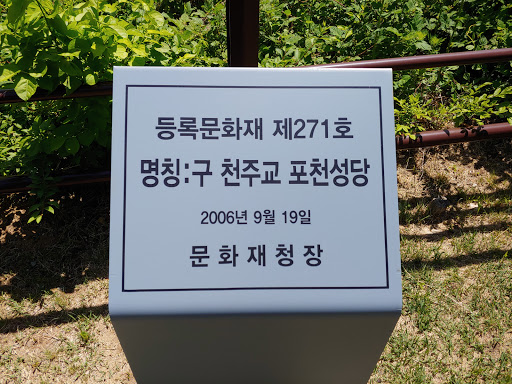 등록문화재 제271호
명칭:구 천주교 포천성당
2006년 9월 19일
문화재청장